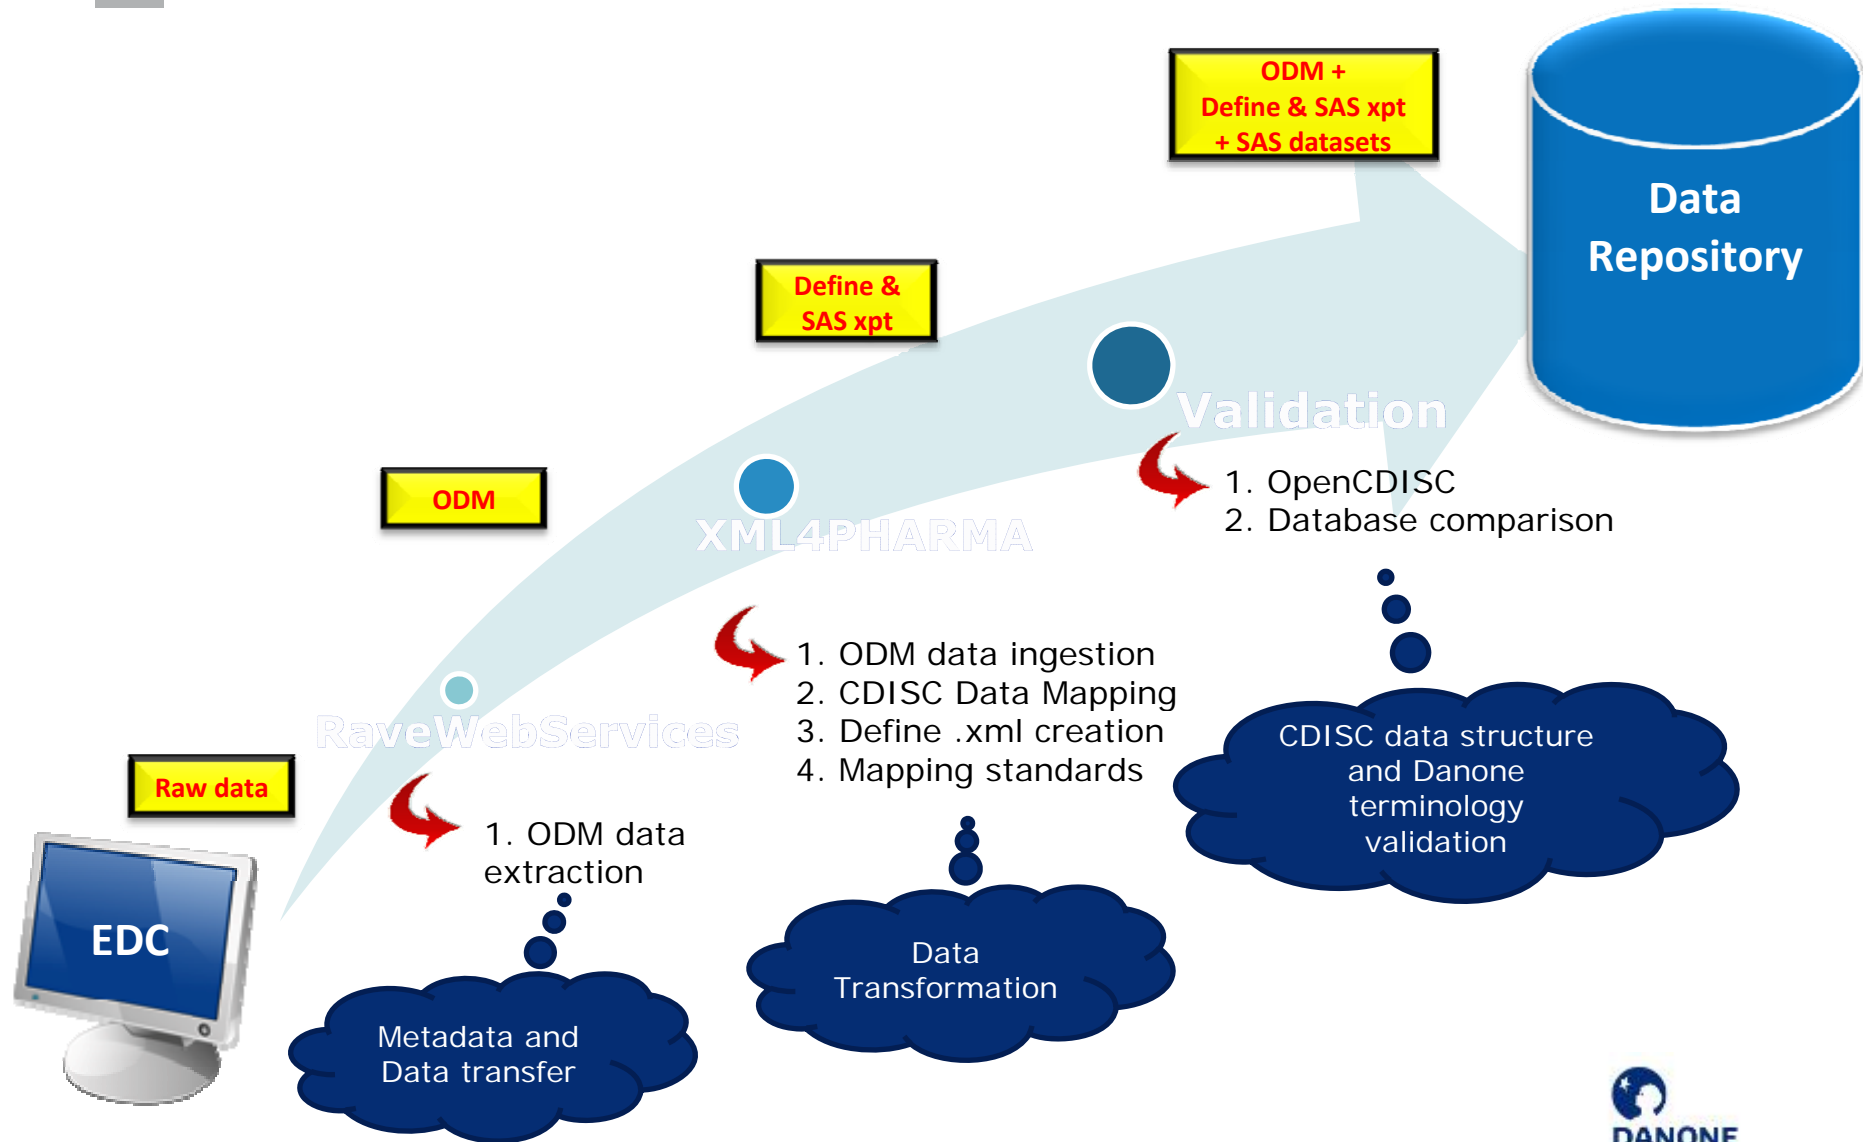 ODM +
Define & SAS xpt
+ SAS datasets
Data
Repository
Define &
SAS xpt
Validation
1. OpenCDISC
2. Database comparison
ODM
XML4PHARMA
1. ODM data ingestion
2. CDISC Data Mapping
3. Define .xml creation
4. Mapping standards
CDISC data structure
and Danone
terminology
validation
RaveWebServices
Raw data
1. ODM data
extraction
EDC
Data
Transformation
Metadata and
Data transfer
DANONE